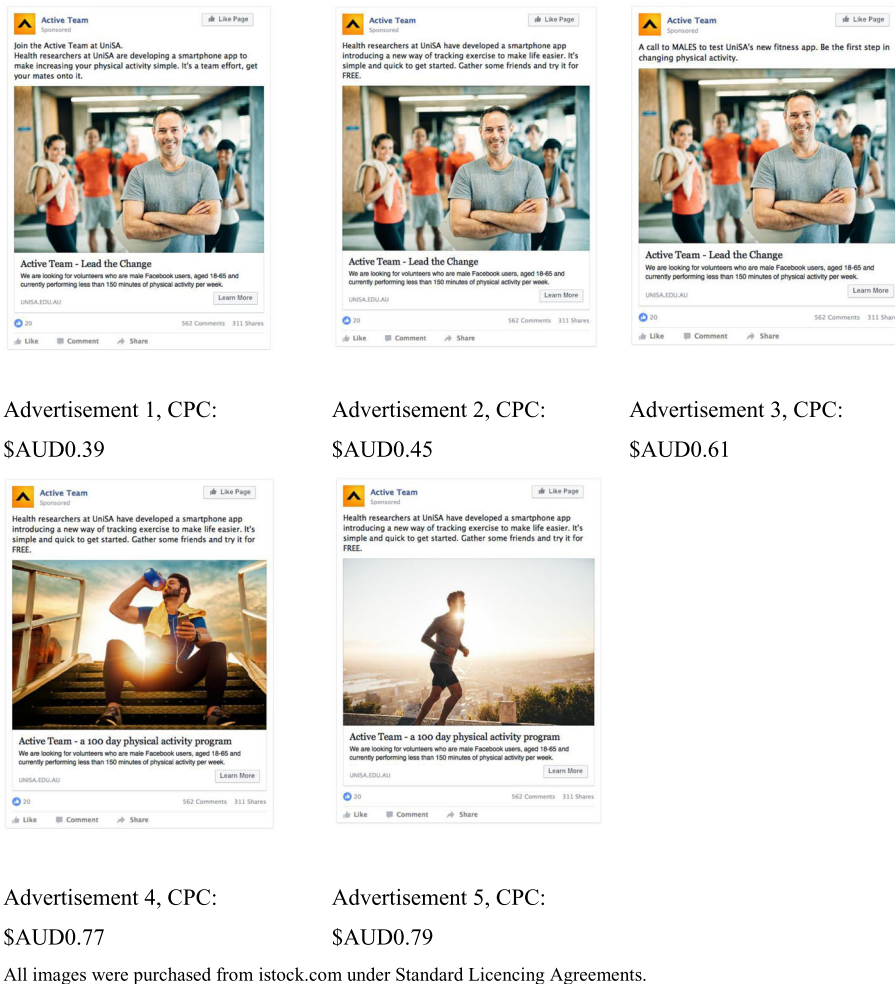 Active Team
Like Page
Sponsored
Join the Active Team at UniSA.
Health researchers at UniSA are developing a smartphone app to
make increasing your physical activity simple. It's a team effort, get
your mates onto it.
Active Team - Lead the Change
We are looking for volunteers who are male Facebook users, aged 18-65 and
currently performing less than 150 minutes of physical activity per week.
UNISA.EDU.AU
Learn More
20
562 Comments 311 Shares
Like Comment Share
Active Team
Like Page
Sponsored
Health researchers at UniSA have developed a smartphone app
introducing a new way of tracking exercise to make life easier. It's
simple and quick to get started. Gather some friends and try it for
FREE.
Active Team - Lead the Change
We are looking for volunteers who are male Facebook users, aged 18-65 and
currently performing less than 150 minutes of physical activity per week.
UNISA.EDU.AU
Learn More
20
562 Comments 311 Shares
Like Comment Share
Active Team
Like Page
Sponsored
A call to MALES to test UniSA's new fitness app. Be the first step in
changing physical activity.
Active Team - Lead the Change
We are looking for volunteers who are male Facebook users, aged 18-65 and
currently performing less than 150 minutes of physical activity per week.
UNISA.EDU.AU
Learn More
20
562 Comments 311 Shar
Like Comment Share
Advertisement 1, CPC:
$AUD0.39
Advertisement 2, CPC:
$AUD0.45
Advertisement 3, CPC:
$AUD0.61
Active Team
Like Page
Sponsored
Health researchers at UniSA have developed a smartphone app
introducing a new way of tracking exercise to make life easier. It's
simple and quick to get started. Gather some friends and try it for
FREE.
Active Team - a 100 day physical activity program
We are looking for volunteers who are male Facebook users, aged 18-65 and
currently performing less than 150 minutes of physical activity per week.
UNISA.EDU.AU
Learn More
20
562 Comments 311 Shares
Like Comment Share
Active Team
Like Page
Sponsored
Health researchers at UniSA have developed a smartphone app
introducing a new way of tracking exercise to make life easier. It's
simple and quick to get started. Gather some friends and try it for
FREE.
Active Team - a 100 day physical activity program
We are looking for volunteers who are male Facebook users, aged 18-65 and
currently performing less than 150 minutes of physical activity per week.
UNISA.EDU.AU
Learn More
20
562 Comments 311 Shares
Like Comment Share
Advertisement 4, CPC:
$AUD0.77
Advertisement 5, CPC:
$AUD0.79
All images were purchased from istock.com under Standard Licencing Agreements.